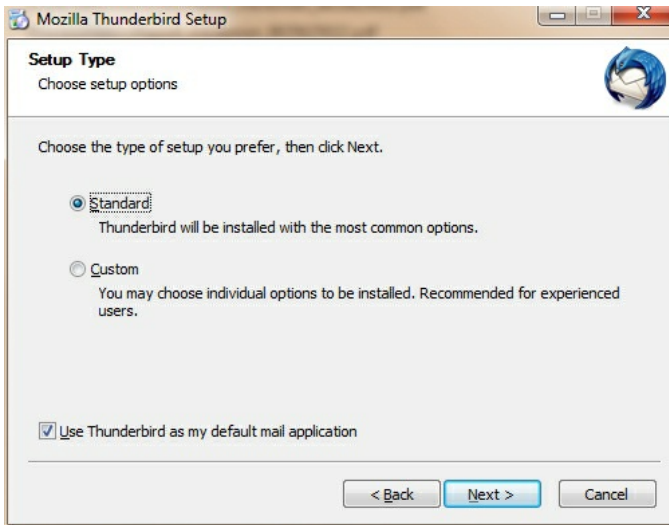 Mozilla Thunderbird Setup
Setup Type
Choose setup options
Choose the type of setup you prefer, then click Next.
Standard
Thunderbird will be installed with the most common options.
Custom
You may choose individual options to be installed. Recommended for experienced
users.
Use Thunderbird as my default mail application
< Back
Next >
Cancel